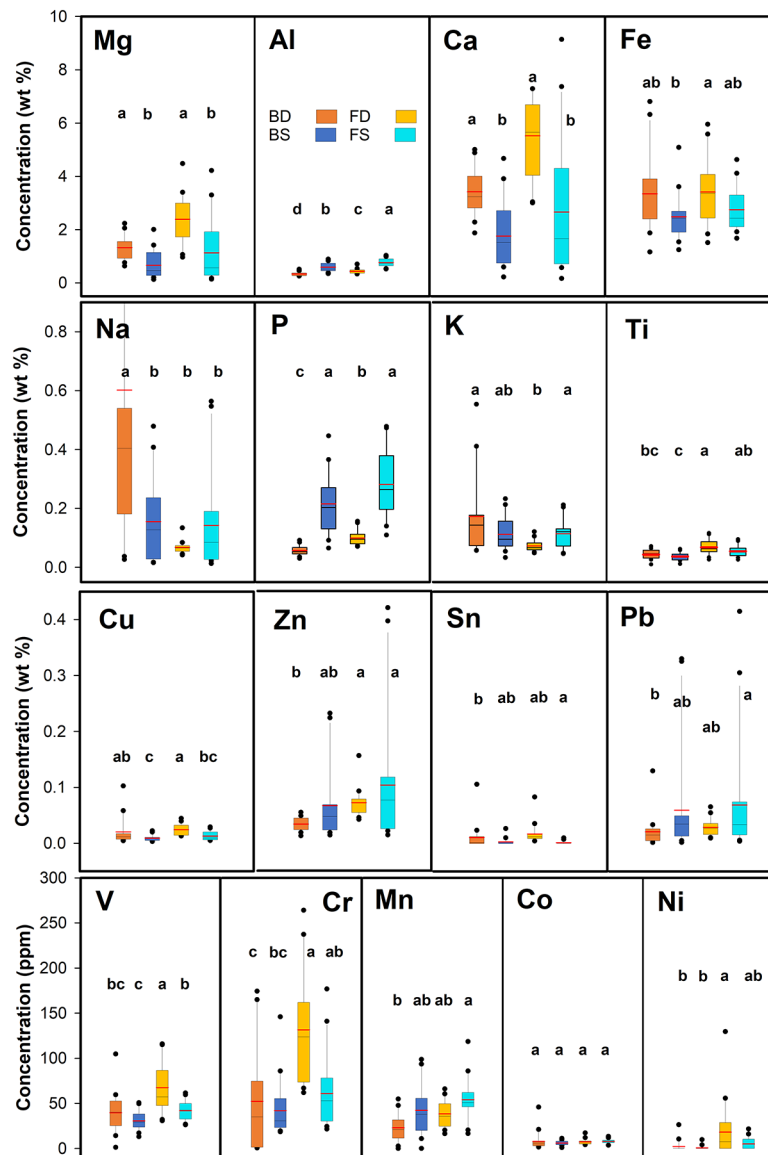 Concentration (wt %)
10
8
6
4
2
0
Mg
a b a b
Al
BD FD
BS FS
d b c a
Ca
a b a b
Fe
ab b a ab
Concentration (wt %)
0.8
0.6
0.4
0.2
0.0
Na
a b b b
P
c a b a
K
a ab b a
Ti
bc c a ab
Concentration (wt %)
0.4
0.3
0.2
0.1
0.0
Cu
ab c a bc
Zn
b ab a a
Sn
b ab ab a
Pb
b ab ab a
Concentration (ppm)
300
250
200
150
100
50
0
V
bc c a b
Cr
c bc a ab
Mn
b ab ab a
Co
a a a a
Ni
b b a ab